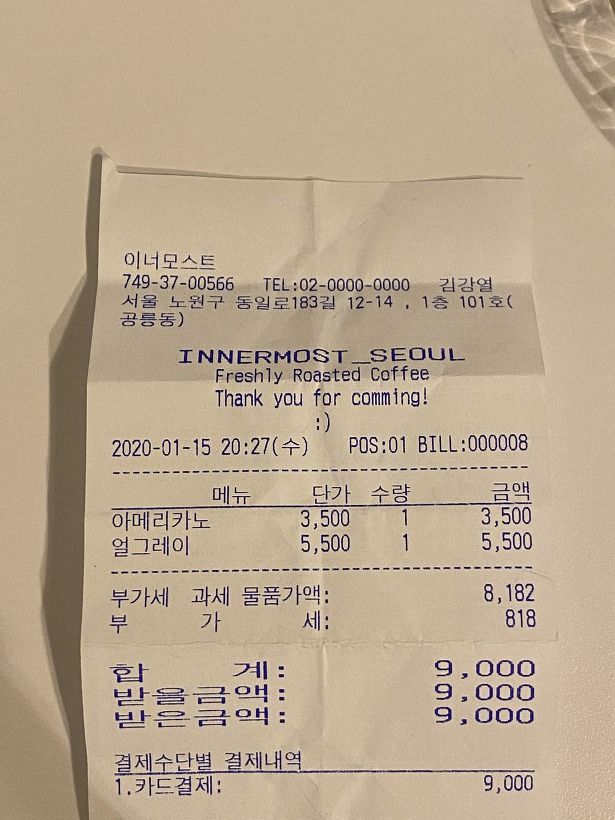 이너모스트
749-37-00566 TEL:02-0000-0000 김강열
서울 노원구 동일로183길 12-14 , 1층 101호(
공릉동)
INNERMOST_SEOUL
Freshly Roasted Coffee
Thank you for comming!
:)
2020-01-15 20:27(수) POS:01 BILL:000008
메뉴 단가 수량 금액
아메리카노 3,500 1 3,500
얼그레이 5,500 1 5,500
부가세 과세 물품가액: 8,182
부 가 세: 818
합 계: 9,000
받을금액: 9,000
받은금액: 9,000
결제수단별 결제내역
1.카드결제: 9,000